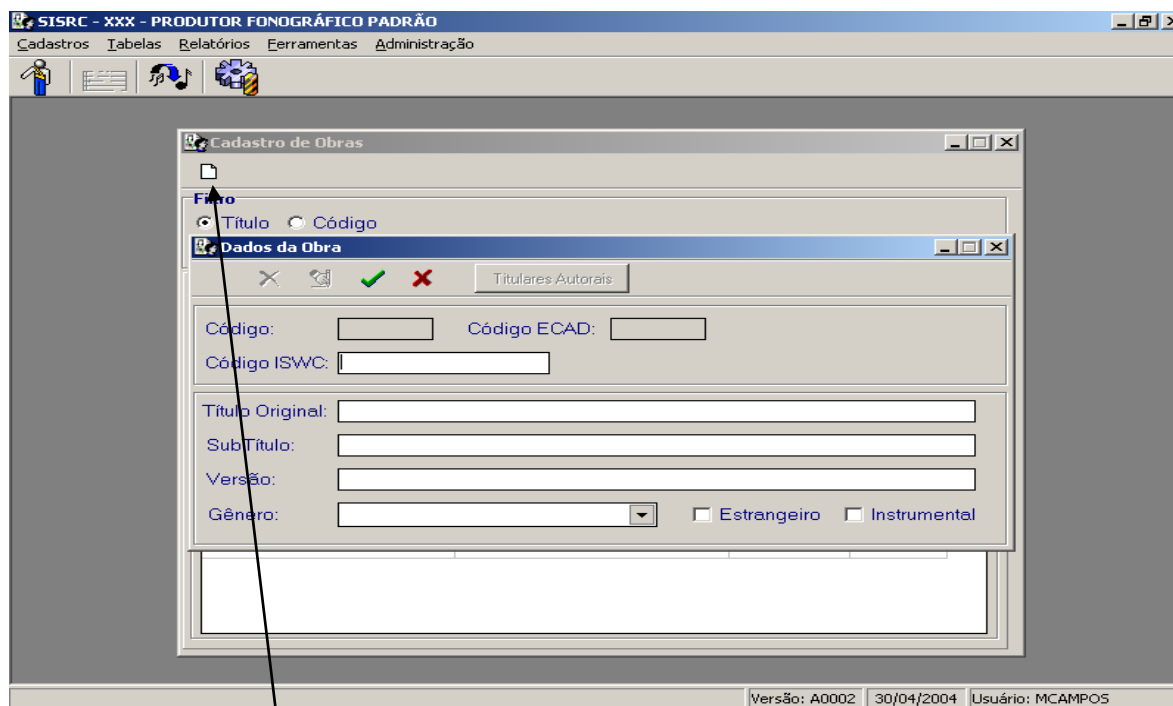 SISRC - XXX - PRODUTOR FONOGRÁFICO PADRÃO
Cadastros Tabelas Relatórios Ferramentas Administração
Cadastro de Obras
Filtro
Título Código
Dados da Obra
Titulares Autorais
Código: Código ECAD:
Código ISWC:
Título Original:
SubTítulo:
Versão:
Gênero: Estrangeiro Instrumental
Versão: A0002 30/04/2004 Usuário: MCAMPOS